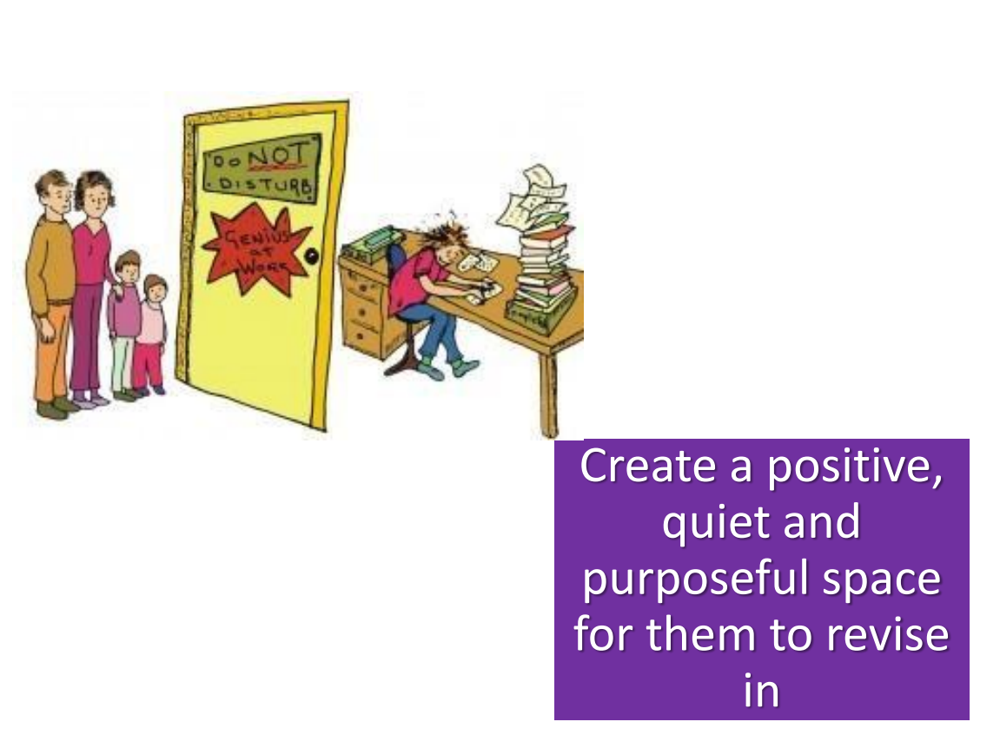 Do NOT
DISTURB
GENIUS
at
WORK
Create a positive,
quiet and
purposeful space
for them to revise
in